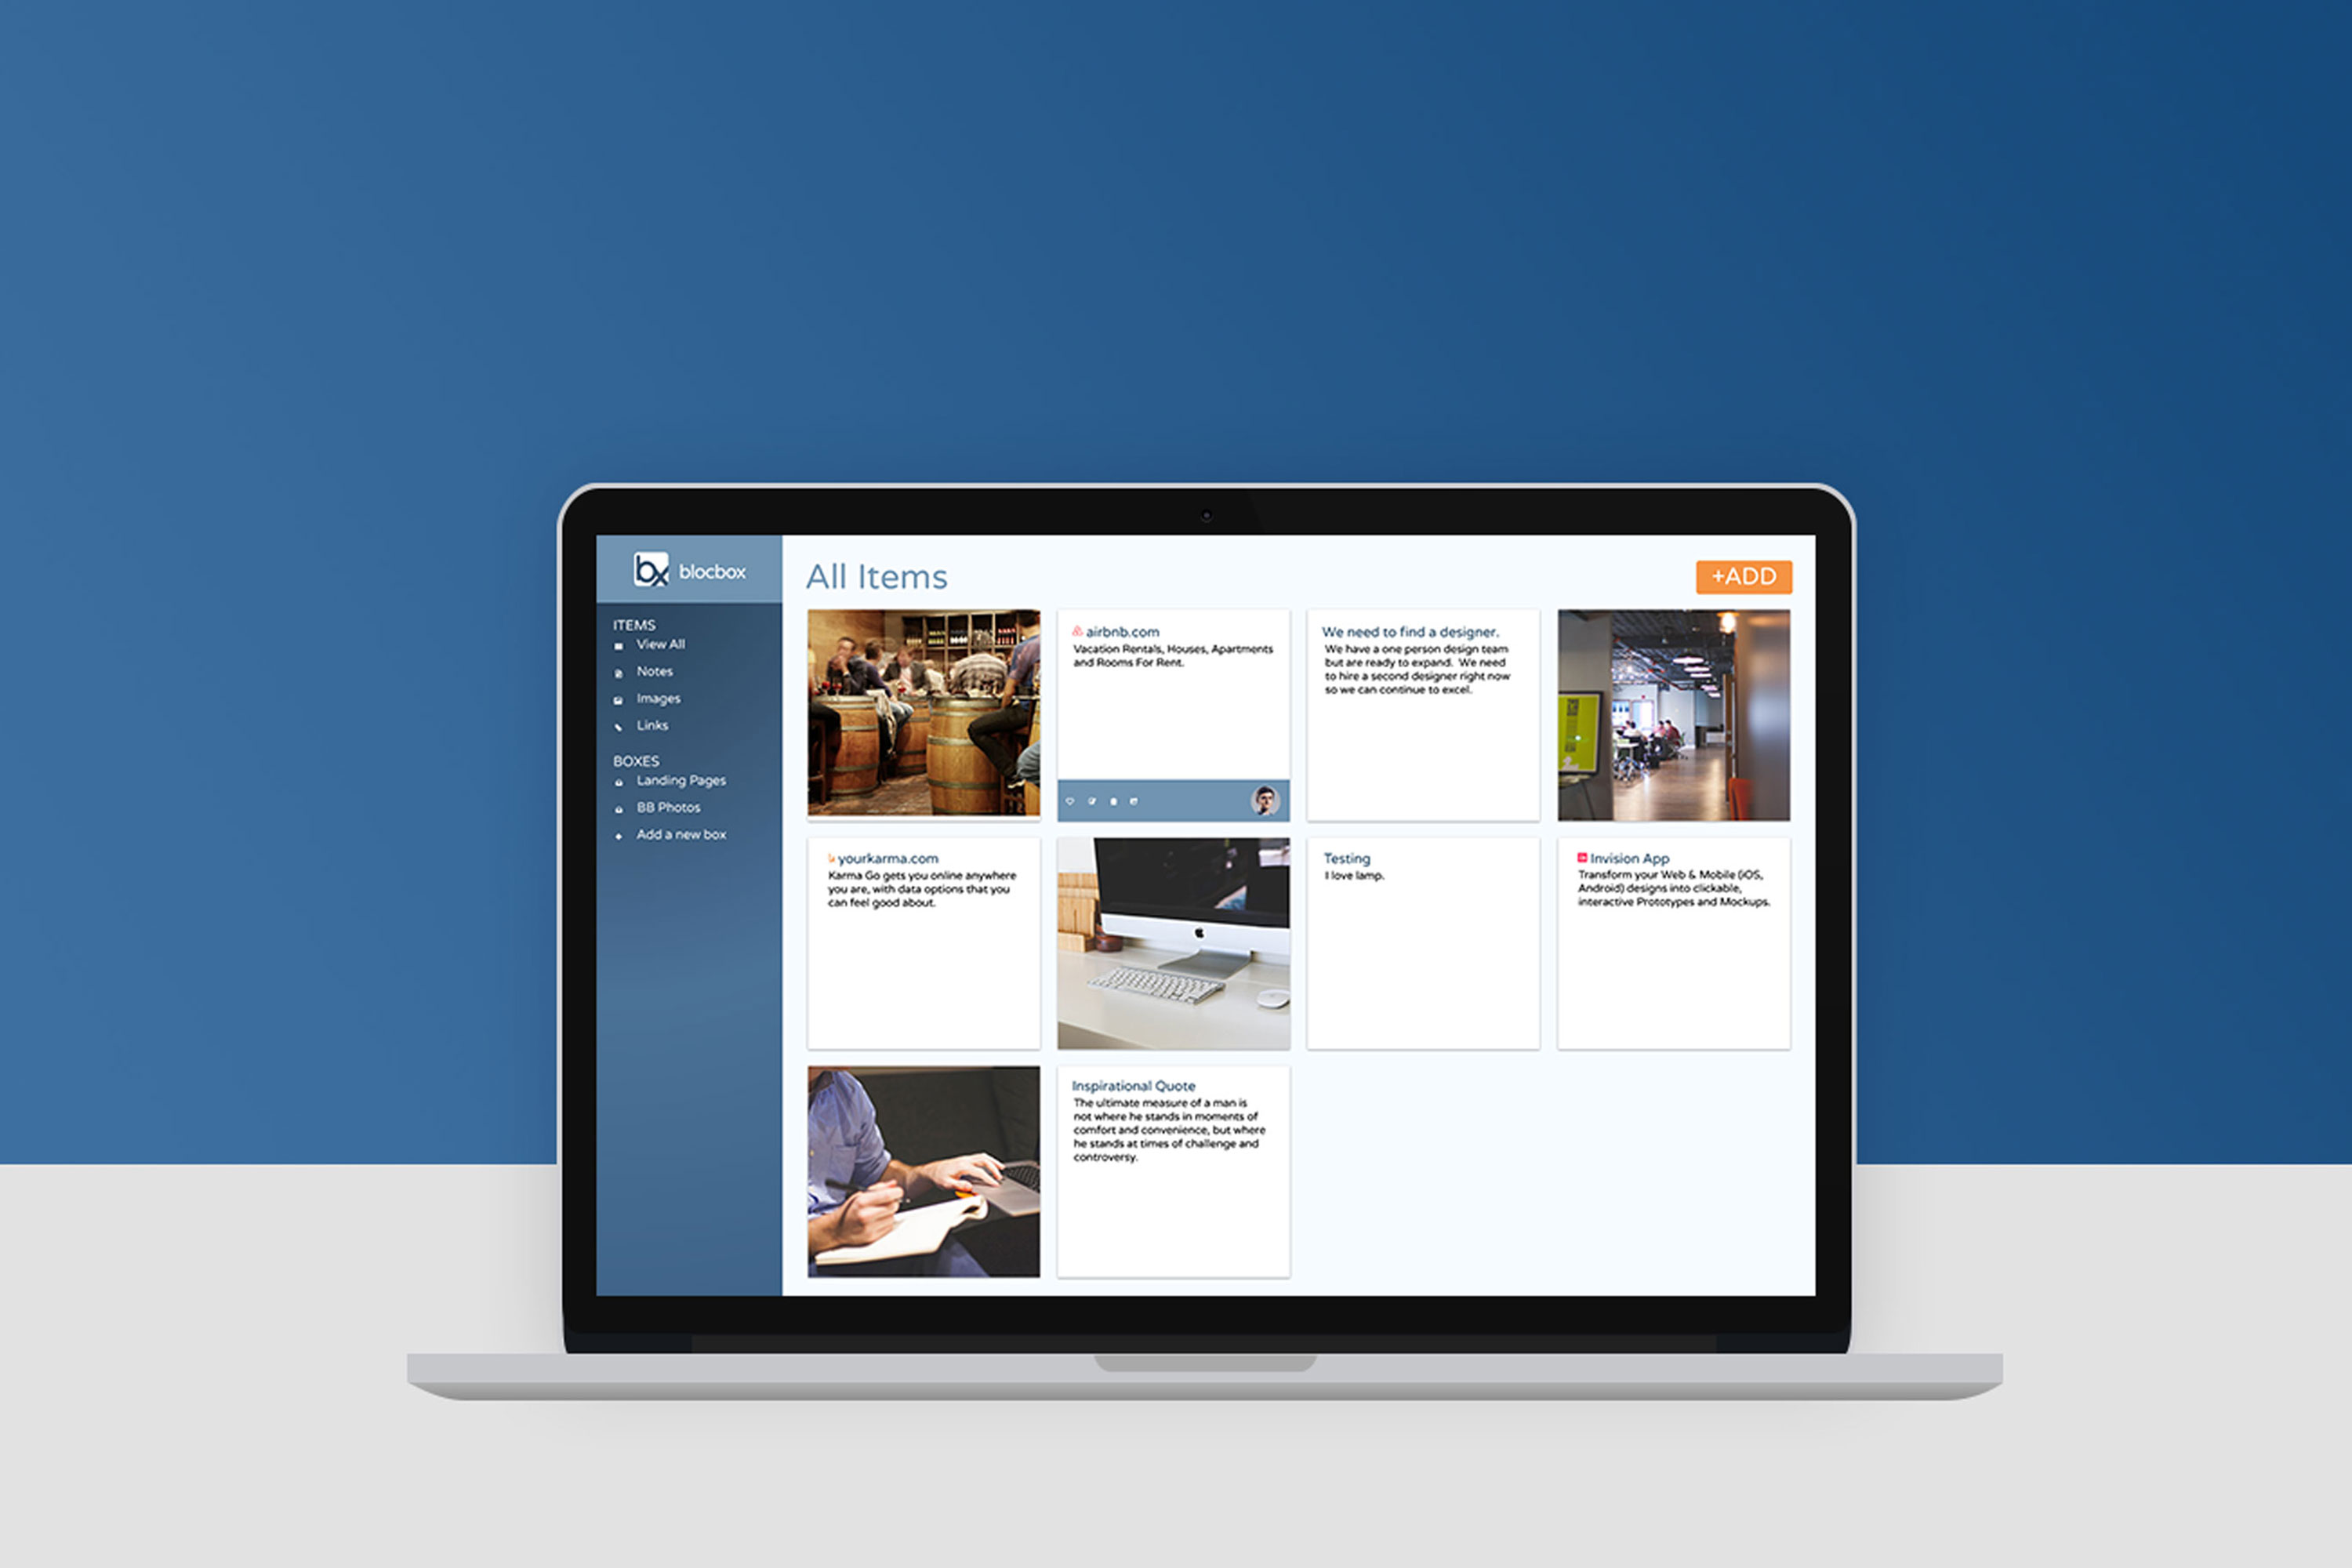 bx blocbox
ITEMS
View All
Notes
Images
Links
BOXES
Landing Pages
BB Photos
Add a new box
All Items
+ADD
airbnb.com
Vacation Rentals, Houses, Apartments
and Rooms For Rent.
We need to find a designer.
We have a one person design team
but are ready to expand. We need
to hire a second designer right now
so we can continue to excel.
yourkarma.com
Karma Go gets you online anywhere
you are, with data options that you
can feel good about.
Testing
I love lamp.
Invision App
Transform your Web & Mobile (iOS,
Android) designs into clickable,
interactive Prototypes and Mockups.
Inspirational Quote
The ultimate measure of a man is
not where he stands in moments of
comfort and convenience, but where
he stands at times of challenge and
controversy.